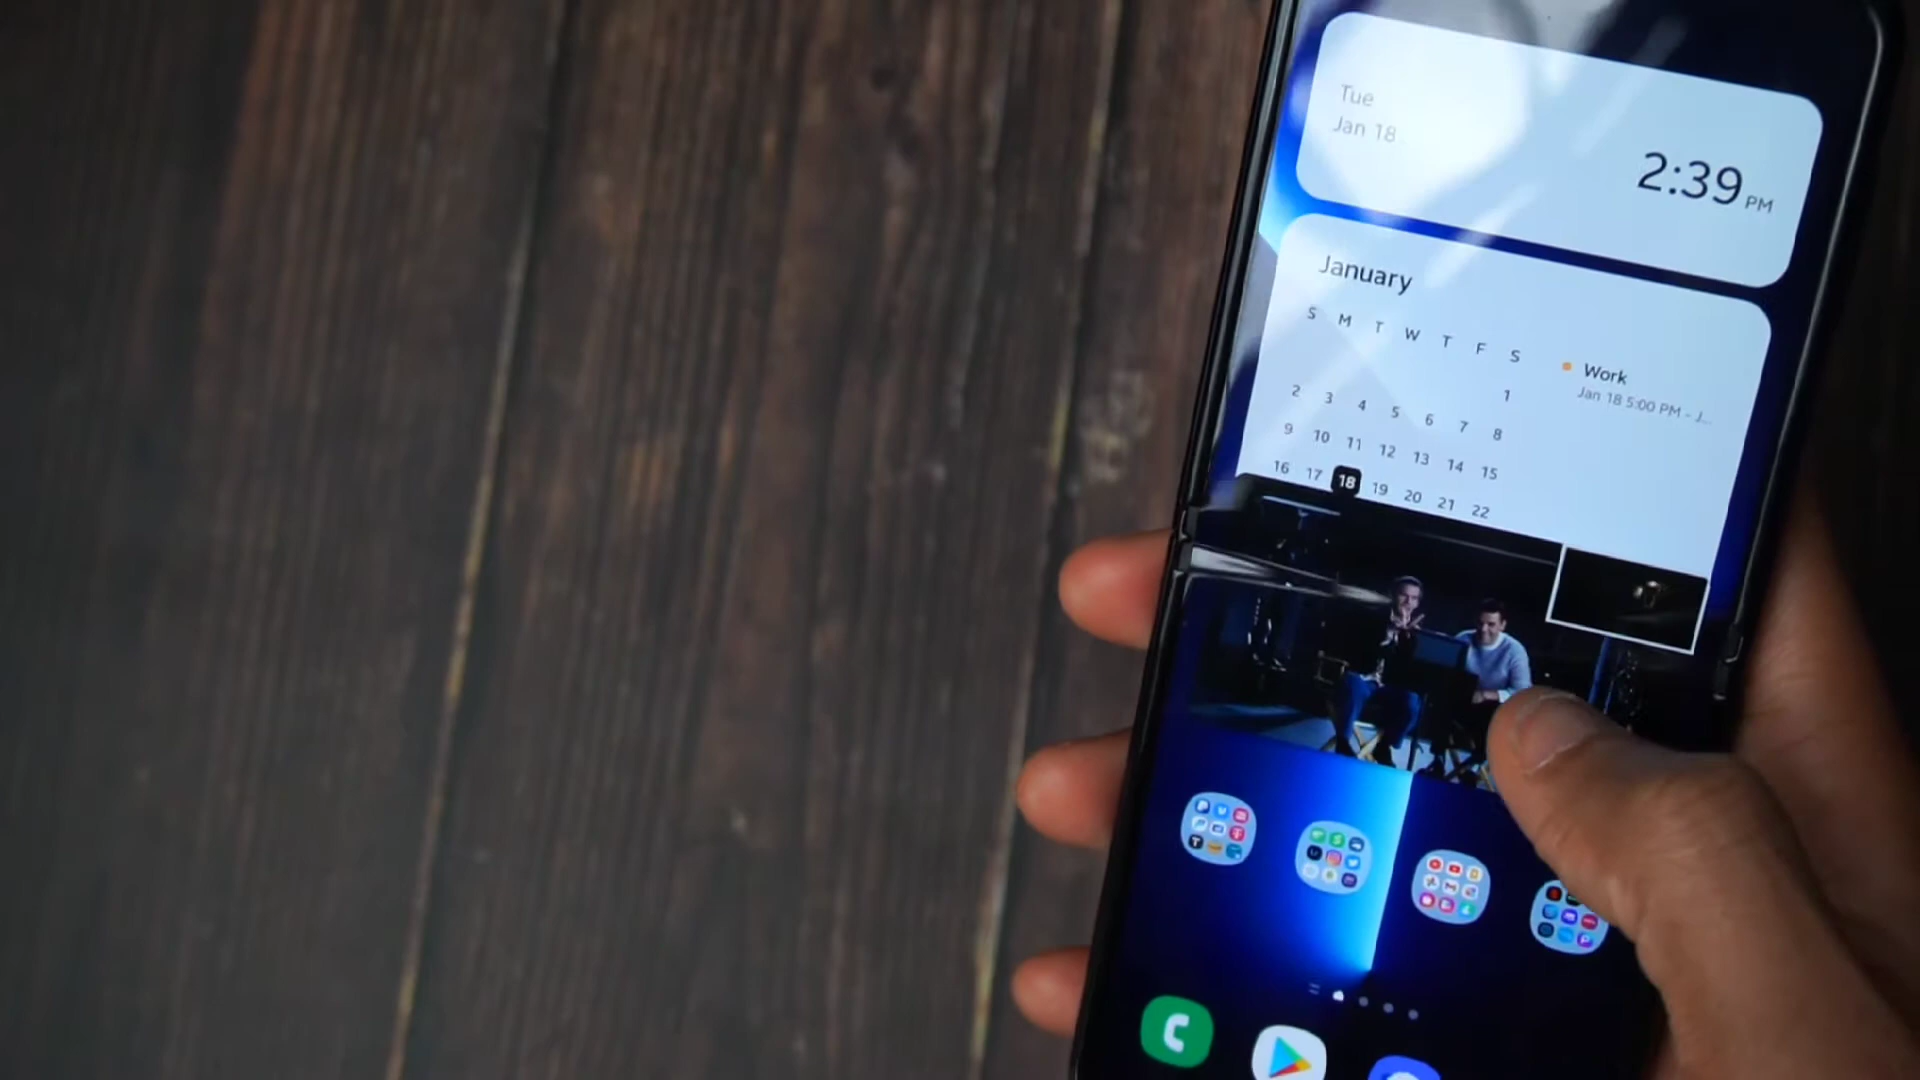 Tue
Jan 18
2:39 PM
January
S M T W T F S
1
2 3 4 5 6 7 8
9 10 11 12 13 14 15
16 17 18 19 20 21 22
Work
Jan 18 5:00 PM - J...